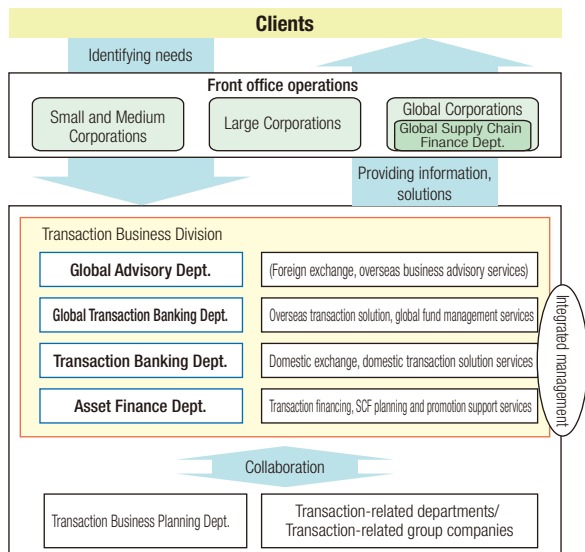 Clients
Identifying needs
Front office operations
Small and Medium
Corporations
Large Corporations
Global Corporations
Global Supply Chain
Finance Dept.
Providing information,
solutions
Transaction Business Division
Global Advisory Dept.
(Foreign exchange, overseas business advisory services)
Global Transaction Banking Dept.
Overseas transaction solution, global fund management services
Transaction Banking Dept.
Domestic exchange, domestic transaction solution services
Asset Finance Dept.
Transaction financing, SCF planning and promotion support services
Integrated management
Collaboration
Transaction Business Planning Dept.
Transaction-related departments/
Transaction-related group companies